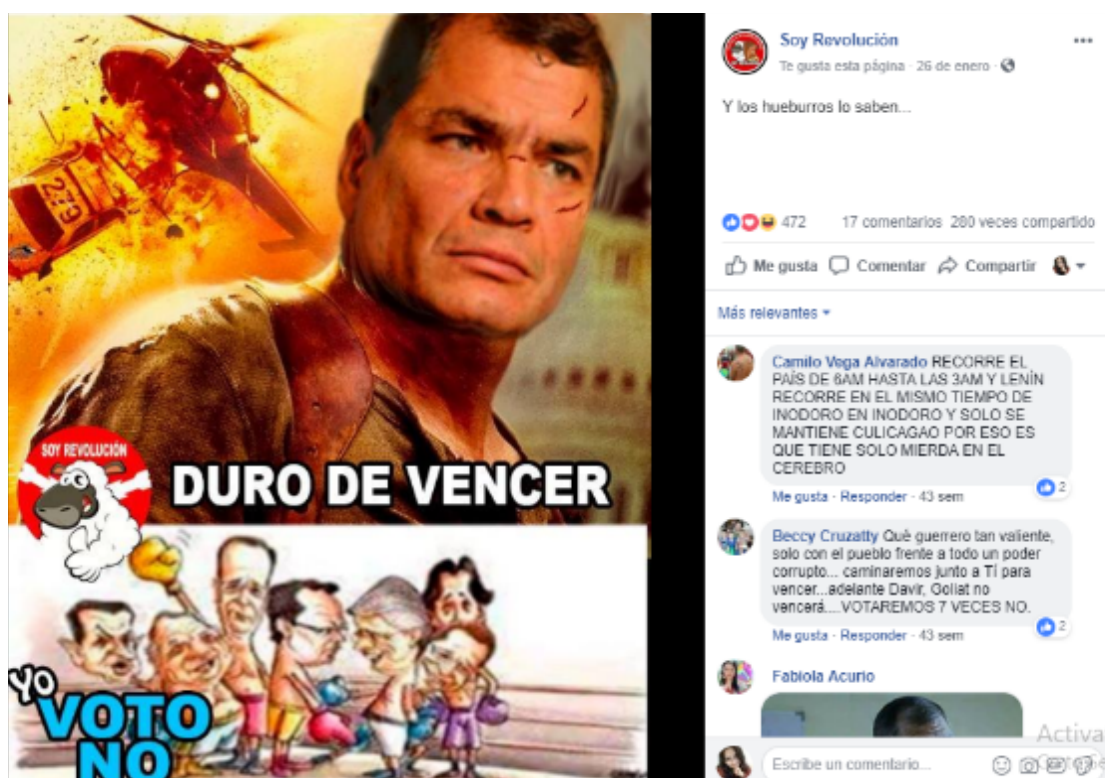 279
SOY REVOLUCIÓN
DURO DE VENCER
YO
VOTO
NO
Soy Revolución
Te gusta esta página · 26 de enero ·
Y los hueburros lo saben...
472 17 comentarios 280 veces compartido
Me gusta Comentar Compartir
Más relevantes
Camilo Vega Alvarado RECORRE EL
PAÍS DE 6AM HASTA LAS 3AM Y LENÍN
RECORRE EN EL MISMO TIEMPO DE
INODORO EN INODORO Y SOLO SE
MANTIENE CULICAGAO POR ESO ES
QUE TIENE SOLO MIERDA EN EL
CEREBRO
2
Me gusta · Responder · 43 sem
Beccy Cruzatty Què guerrero tan valiente,
solo con el pueblo frente a todo un poder
corrupto... caminaremos junto a Tí para
vencer...adelante Davir, Goliat no
vencerá....VOTAREMOS 7 VECES NO.
2
Me gusta · Responder · 43 sem
Fabiola Acurio
Activa
Escribe un comentario...